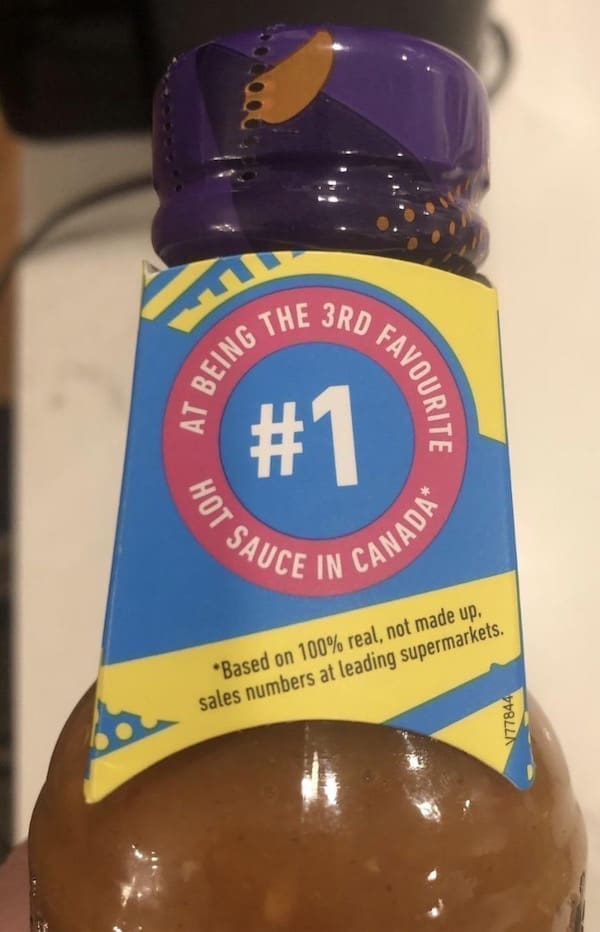 #1
AT BEING THE 3RD FAVOURITE
HOT SAUCE IN CANADA*
*Based on 100% real, not made up,
sales numbers at leading supermarkets.
V77844